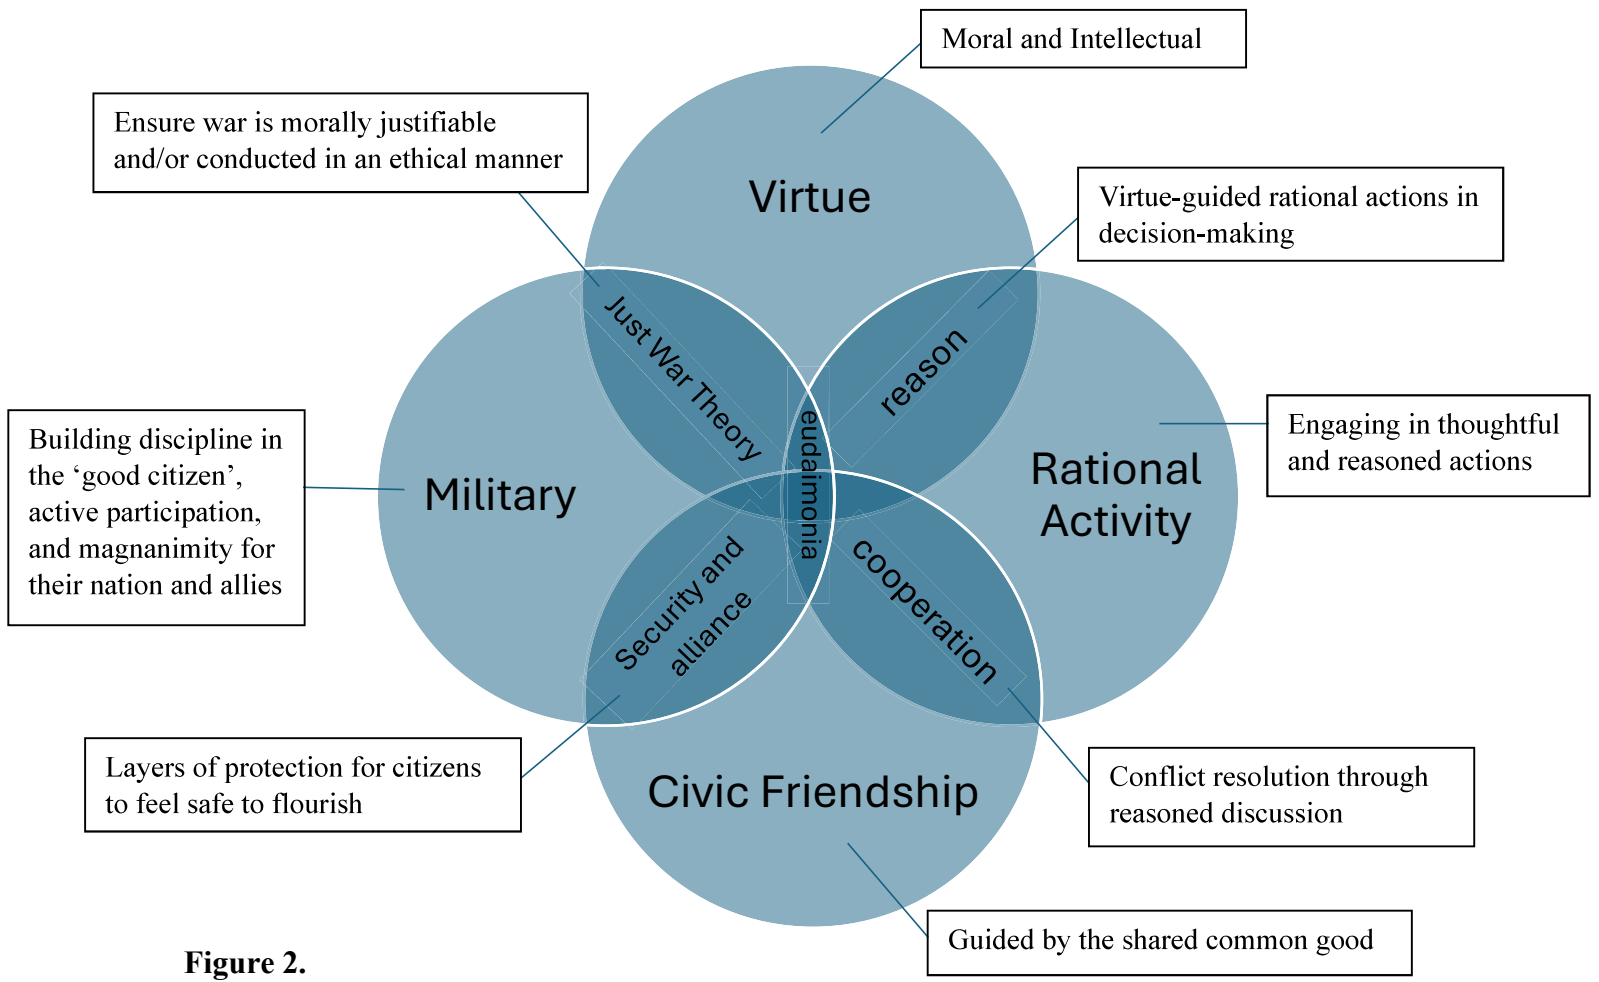 Moral and Intellectual
Ensure war is morally justifiable
and/or conducted in an ethical manner
Virtue
Virtue-guided rational actions in
decision-making
Just War Theory
reason
eudaimonia
Building discipline in
the ‘good citizen’,
active participation,
and magnanimity for
their nation and allies
Military
Rational
Activity
Engaging in thoughtful
and reasoned actions
Security and
alliance
cooperation
Layers of protection for citizens
to feel safe to flourish
Civic Friendship
Conflict resolution through
reasoned discussion
Guided by the shared common good
Figure 2.